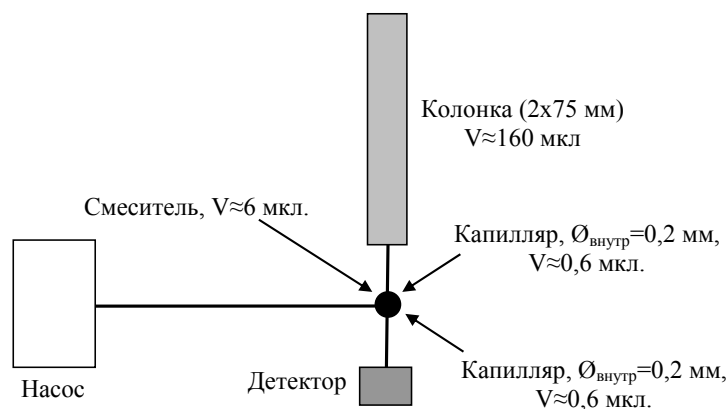 Колонка (2х75 мм)
V≈160 мкл
Смеситель, V≈6 мкл.
Капилляр, Øвнутр=0,2 мм,
V≈0,6 мкл.
Насос
Детектор
Капилляр, Øвнутр=0,2 мм,
V≈0,6 мкл.